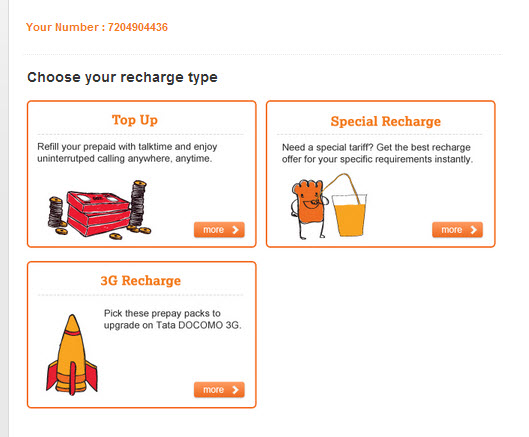 Your Number : 7204904436
Choose your recharge type
Top Up
Refill your prepaid with talktime and enjoy
uninterrutped calling anywhere, anytime.
more
Special Recharge
Need a special tariff? Get the best recharge
offer for your specific requirements instantly.
more
3G Recharge
Pick these prepay packs to
upgrade on Tata DOCOMO 3G.
more